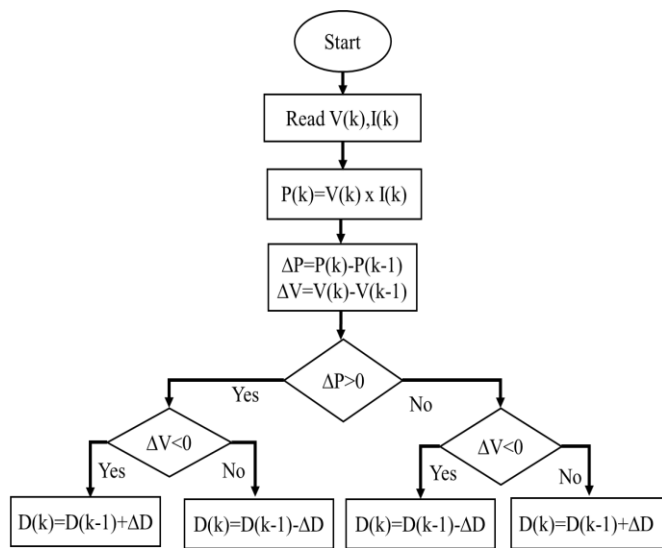 Start
Read V(k),I(k)
P(k)=V(k) x I(k)
ΔP=P(k)-P(k-1)
ΔV=V(k)-V(k-1)
ΔP>0
Yes
No
ΔV<0
ΔV<0
Yes
No
Yes
No
D(k)=D(k-1)+ΔD
D(k)=D(k-1)-ΔD
D(k)=D(k-1)-ΔD
D(k)=D(k-1)+ΔD